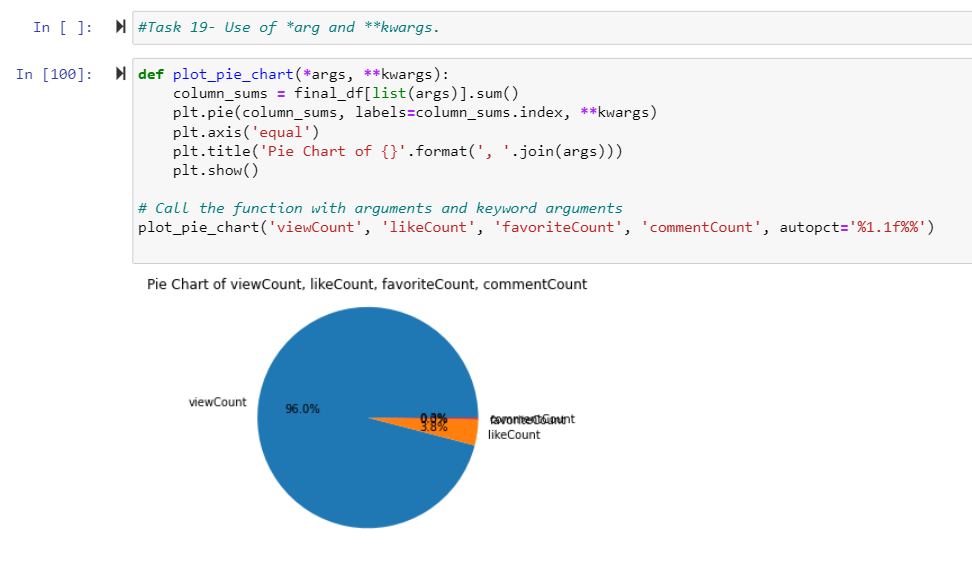 In [ ]: #Task 19- Use of *arg and **kwargs.
In [100]: def plot_pie_chart(*args, **kwargs):
    column_sums = final_df[list(args)].sum()
    plt.pie(column_sums, labels=column_sums.index, **kwargs)
    plt.axis('equal')
    plt.title('Pie Chart of {}'.format(', '.join(args)))
    plt.show()
# Call the function with arguments and keyword arguments
plot_pie_chart('viewCount', 'likeCount', 'favoriteCount', 'commentCount', autopct='%1.1f%%')
Pie Chart of viewCount, likeCount, favoriteCount, commentCount
viewCount
96.0%
commentCount
favoriteCount
3.8%
likeCount